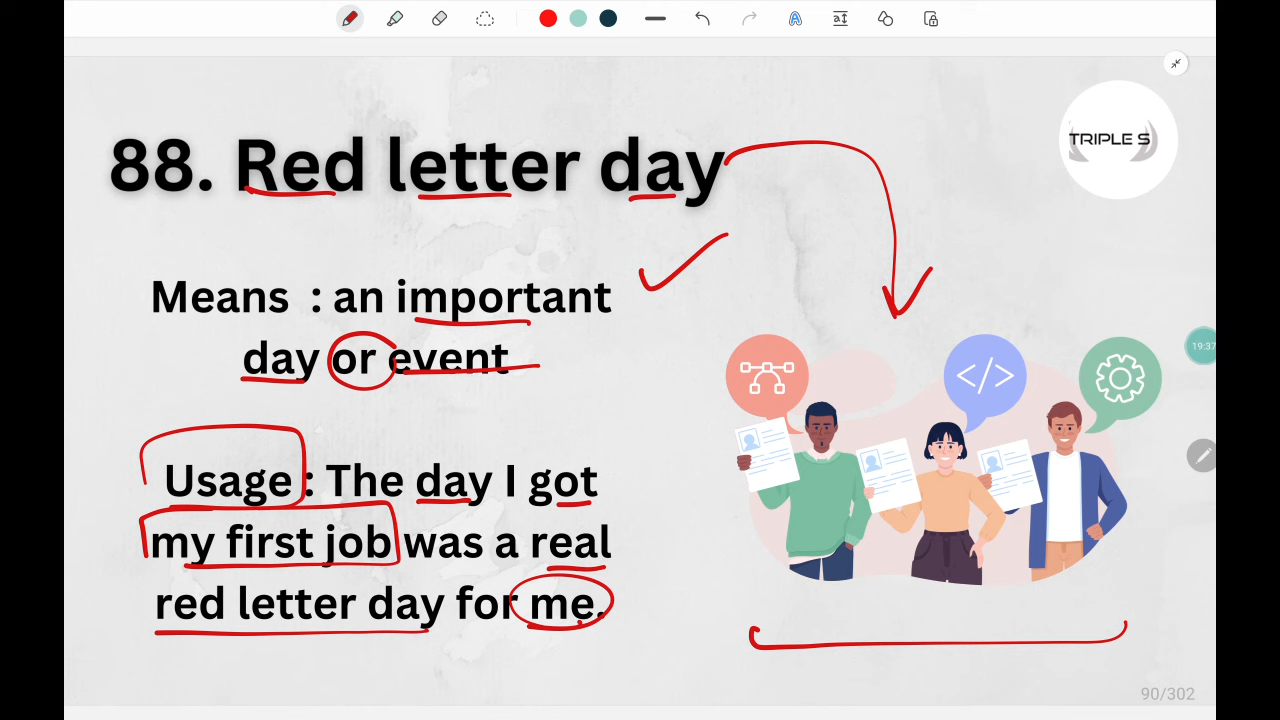 TRIPLE S
88. Red letter day
Means : an important
day or event
19:37
</>
Usage : The day I got
my first job was a real
red letter day for me.
90/302